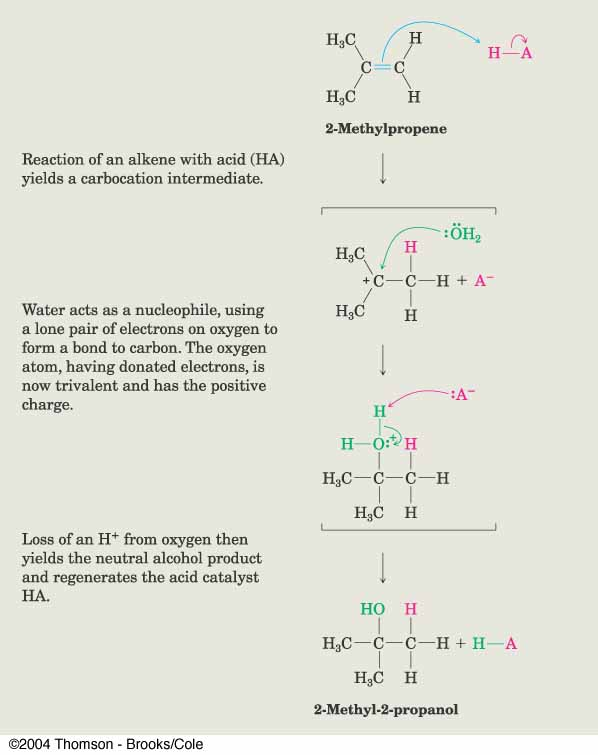 H₃C H
H—A
C=C
H₃C H
2-Methylpropene
Reaction of an alkene with acid (HA)
yields a carbocation intermediate.
:ÖH₂
H₃C H
+C—C—H + A⁻
H₃C H
Water acts as a nucleophile, using
a lone pair of electrons on oxygen to
form a bond to carbon. The oxygen
atom, having donated electrons, is
now trivalent and has the positive
charge.
:A⁻
H
H—O:⁺ H
H₃C—C—C—H
H₃C H
Loss of an H⁺ from oxygen then
yields the neutral alcohol product
and regenerates the acid catalyst
HA.
HO H
H₃C—C—C—H + H—A
H₃C H
2-Methyl-2-propanol
©2004 Thomson - Brooks/Cole